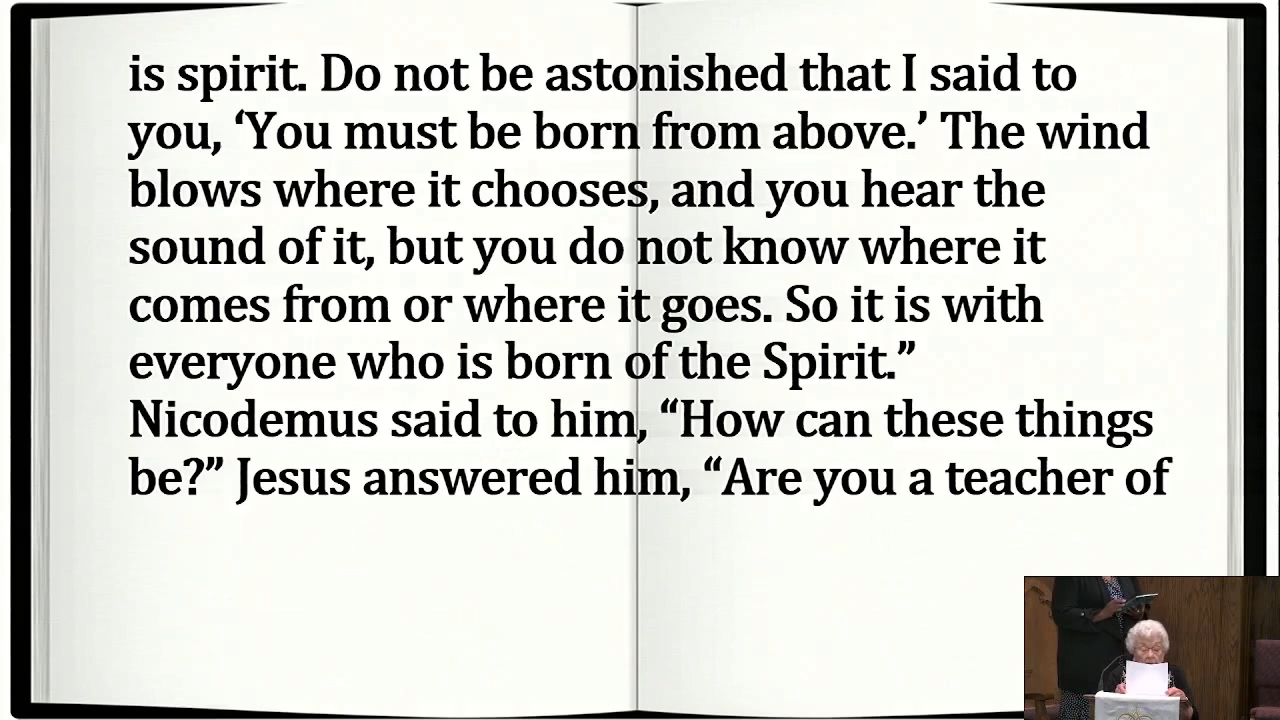 is spirit. Do not be astonished that I said to
you, ‘You must be born from above.’ The wind
blows where it chooses, and you hear the
sound of it, but you do not know where it
comes from or where it goes. So it is with
everyone who is born of the Spirit.”
Nicodemus said to him, “How can these things
be?” Jesus answered him, “Are you a teacher of